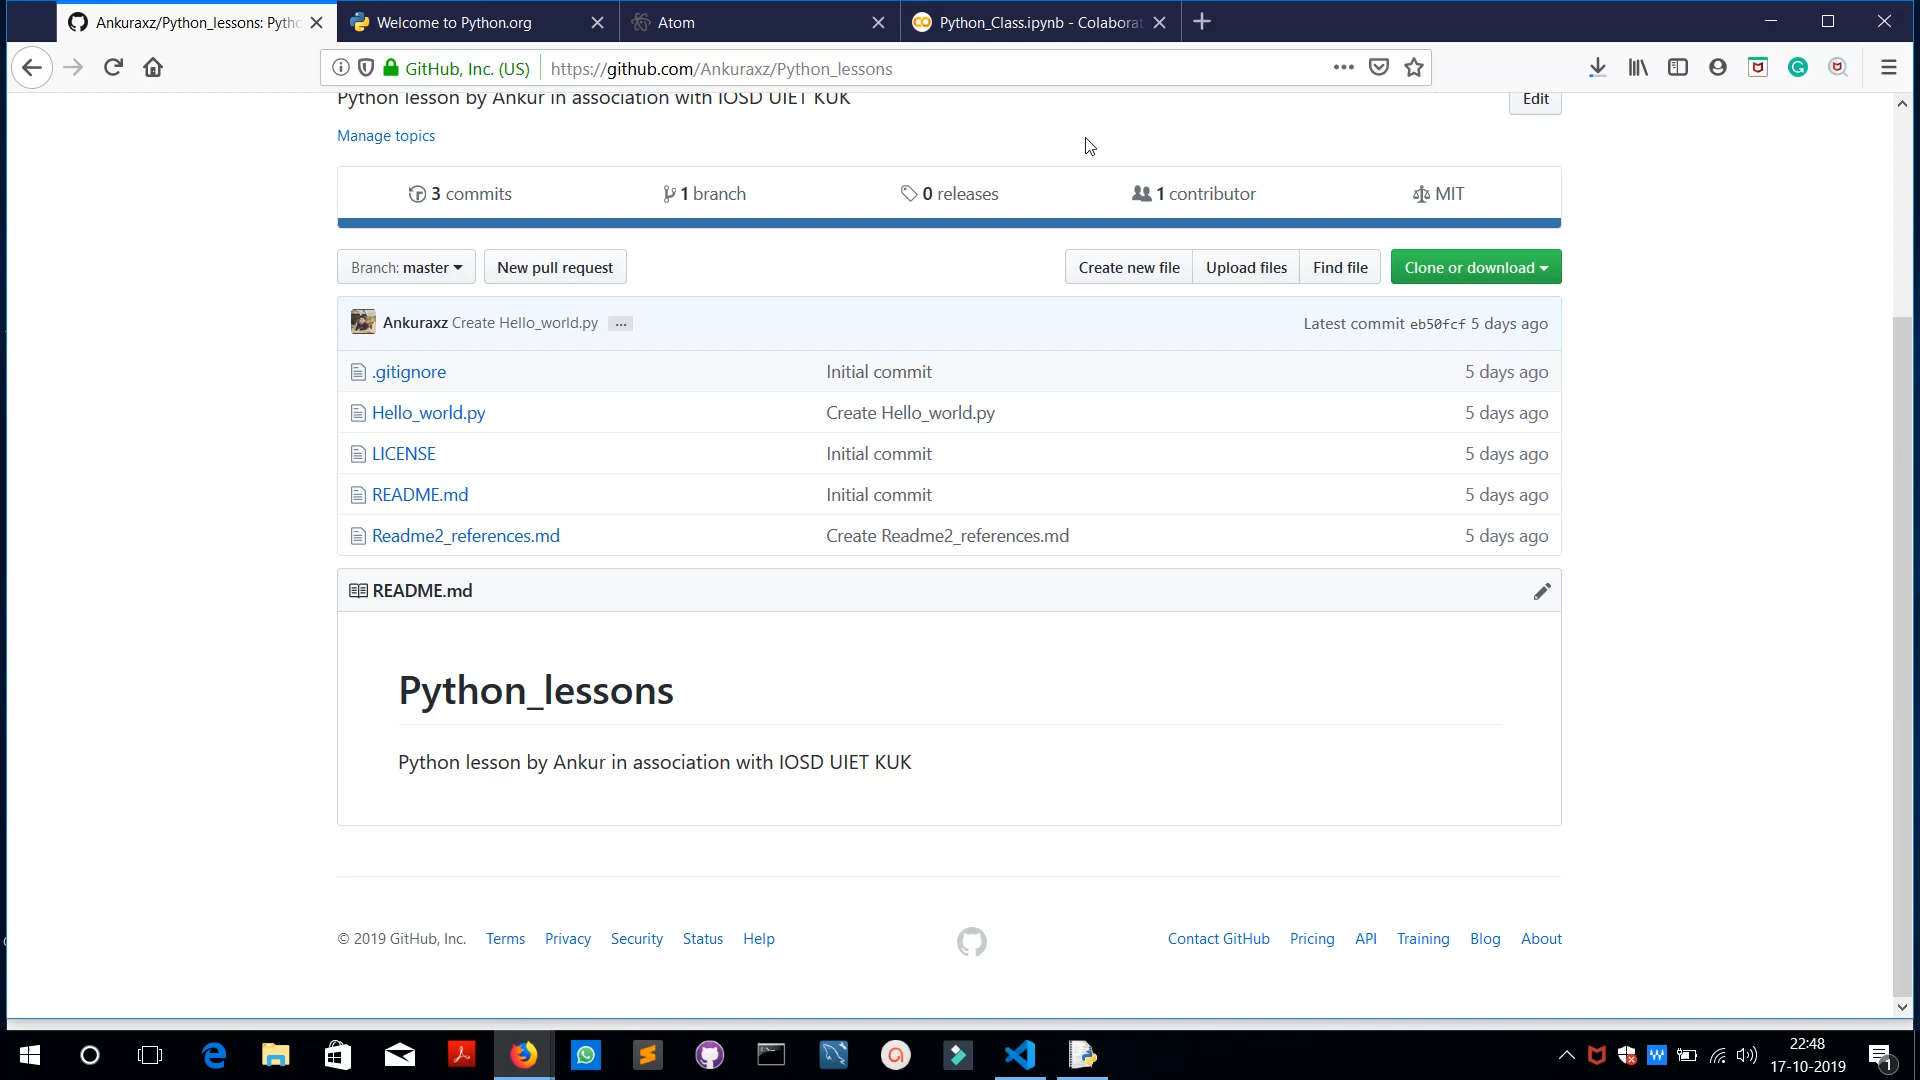 Ankuraxz/Python_lessons: Pytho
Welcome to Python.org
Atom
Python_Class.ipynb - Colaborat
GitHub, Inc. (US)
https://github.com/Ankuraxz/Python_lessons
Python lesson by Ankur in association with IOSD UIET KUK
Edit
Manage topics
3 commits
1 branch
0 releases
1 contributor
MIT
Branch: master
New pull request
Create new file
Upload files
Find file
Clone or download
Ankuraxz Create Hello_world.py ...
Latest commit eb50fcf 5 days ago
.gitignore Initial commit 5 days ago
Hello_world.py Create Hello_world.py 5 days ago
LICENSE Initial commit 5 days ago
README.md Initial commit 5 days ago
Readme2_references.md Create Readme2_references.md 5 days ago
README.md
Python_lessons
Python lesson by Ankur in association with IOSD UIET KUK
© 2019 GitHub, Inc. Terms Privacy Security Status Help
Contact GitHub Pricing API Training Blog About
22:48
17-10-2019
1